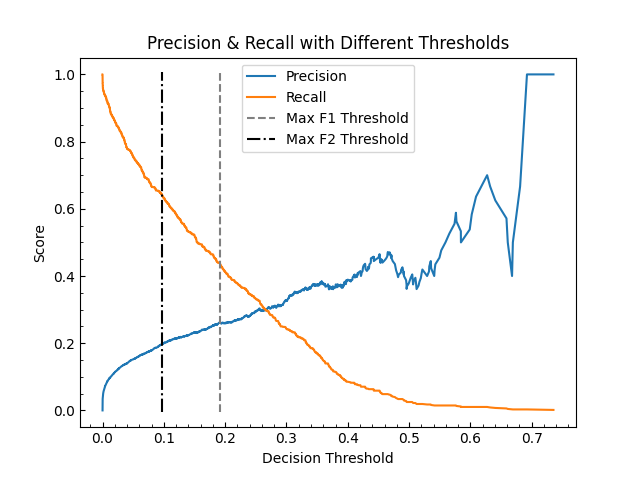 Precision & Recall with Different Thresholds
Precision
Recall
Max F1 Threshold
Max F2 Threshold
Score
1.0
0.8
0.6
0.4
0.2
0.0
0.0 0.1 0.2 0.3 0.4 0.5 0.6 0.7
Decision Threshold